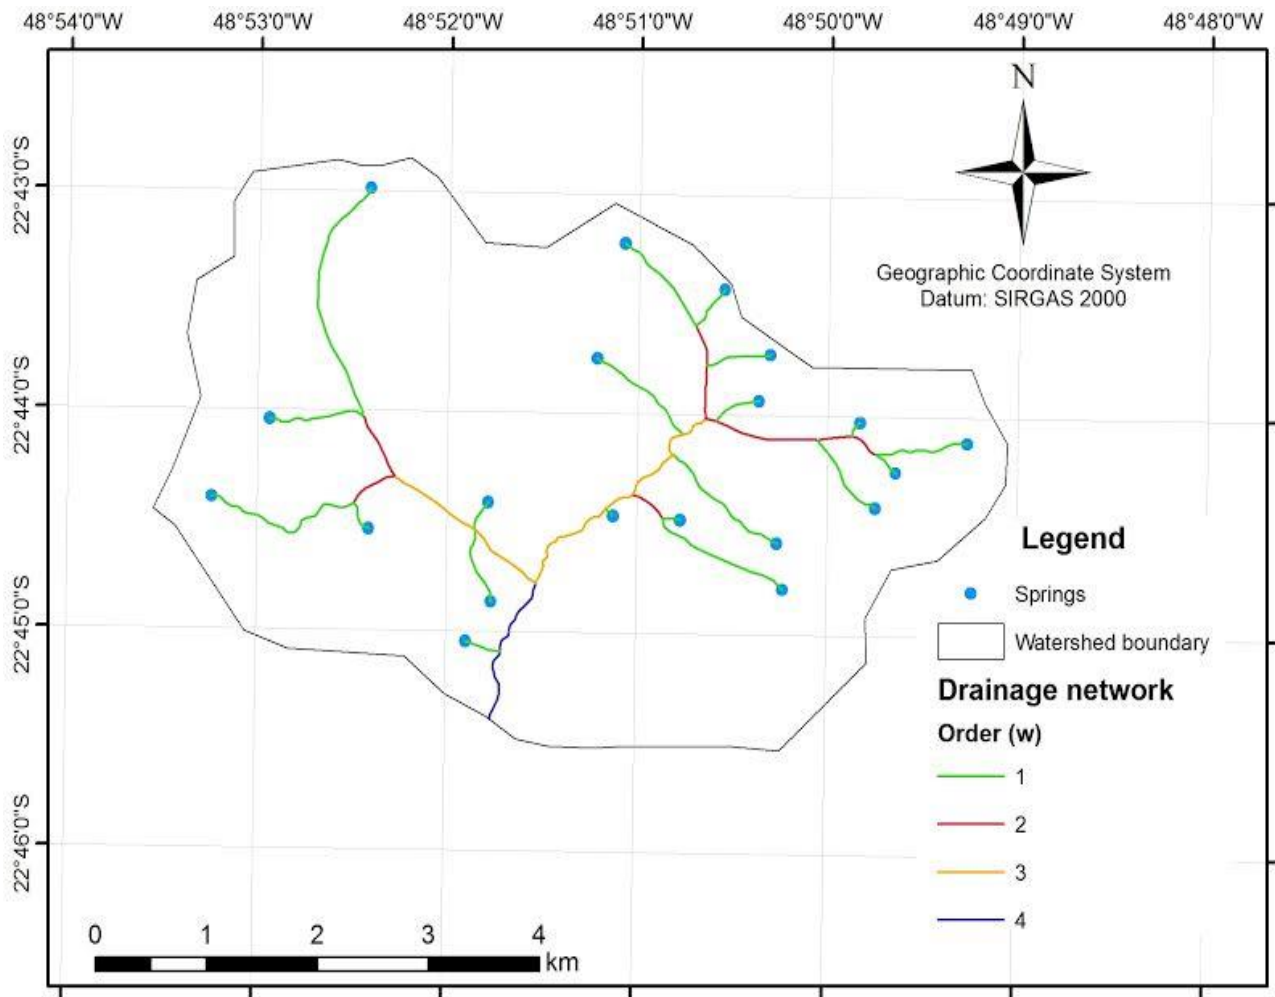 48°54'0"W
48°53'0"W
48°52'0"W
48°51'0"W
48°50'0"W
48°49'0"W
48°48'0"W
N
22°43'0"S
Geographic Coordinate System
Datum: SIRGAS 2000
22°44'0"S
Legend
Springs
22°45'0"S
Watershed boundary
Drainage network
Order (w)
1
2
22°46'0"S
3
4
0 1 2 3 4
km